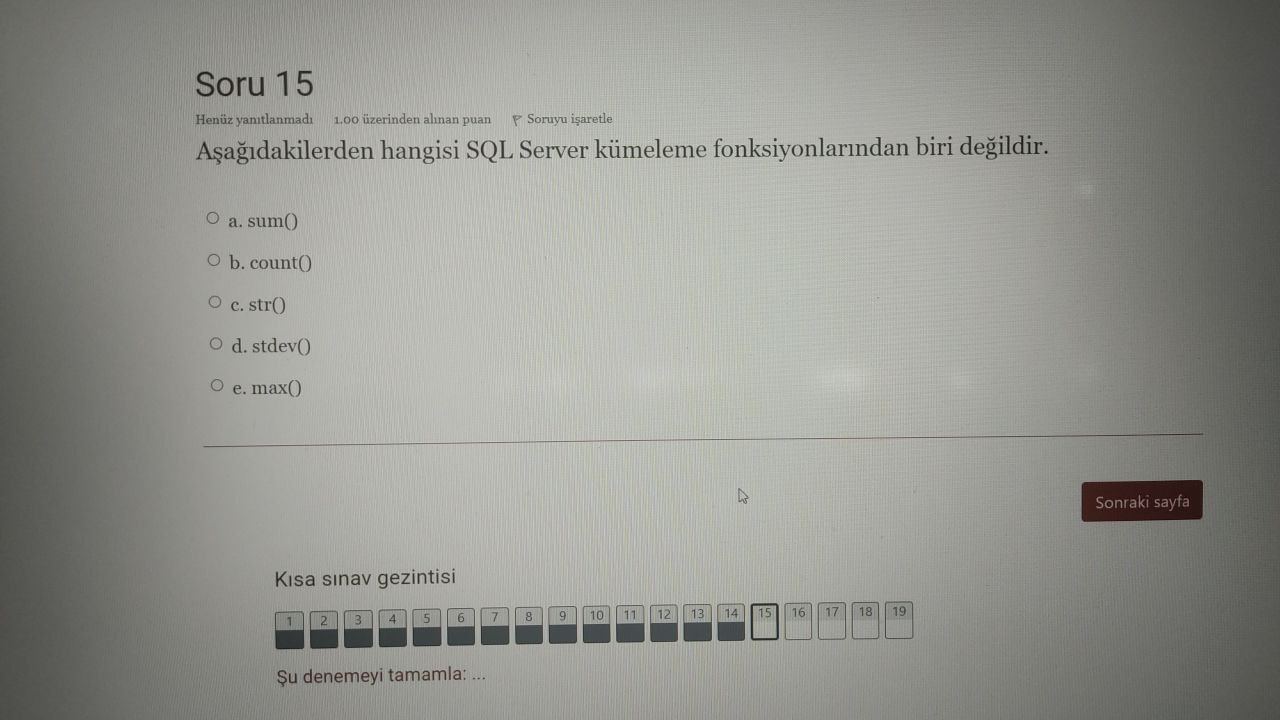 Soru 15
Henüz yanıtlanmadı 1.00 üzerinden alınan puan Soruyu işaretle
Aşağıdakilerden hangisi SQL Server kümeleme fonksiyonlarından biri değildir.
a. sum()
b. count()
c. str()
d. stdev()
e. max()
Sonraki sayfa
Kısa sınav gezintisi
1 2 3 4 5 6 7 8 9 10 11 12 13 14 15 16 17 18 19
Şu denemeyi tamamla: ...